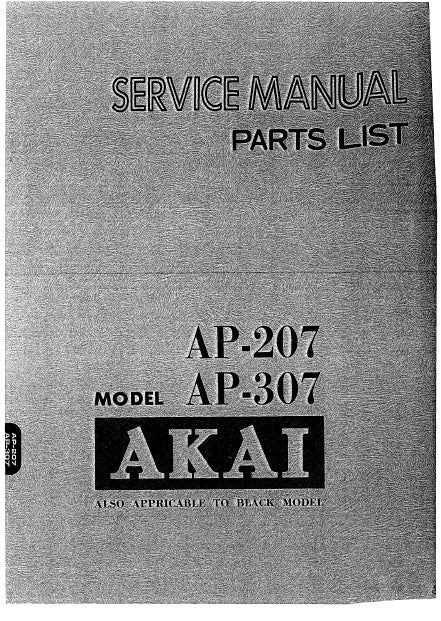 SERVICE MANUAL
PARTS LIST
AP-207
MODEL AP-307
AKAI
ALSO APPRICABLE TO BLACK MODEL
AP-207
AP-307